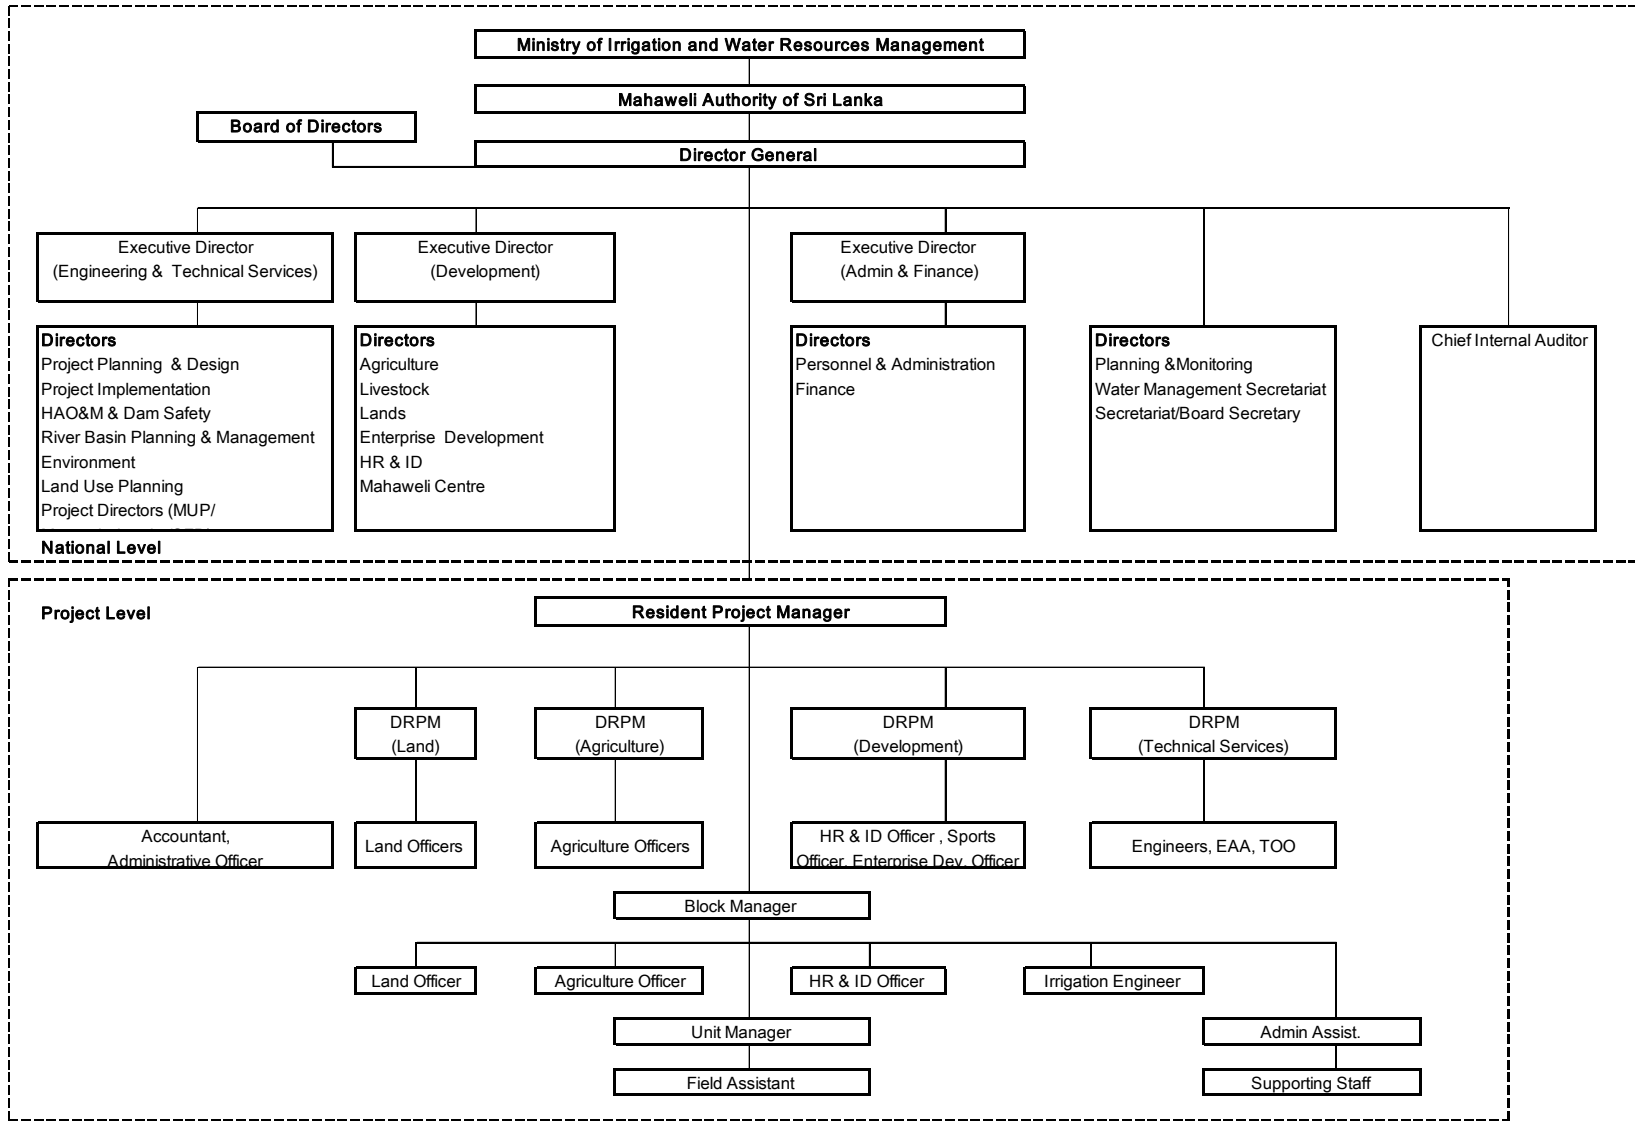 Ministry of Irrigation and Water Resources Management
Mahaweli Authority of Sri Lanka
Board of Directors
Director General
Executive Director
(Engineering & Technical Services)
Executive Director
(Development)
Executive Director
(Admin & Finance)
Directors
Project Planning & Design
Project Implementation
HAO&M & Dam Safety
River Basin Planning & Management
Environment
Land Use Planning
Project Directors (MUP/
Directors
Agriculture
Livestock
Lands
Enterprise Development
HR & ID
Mahaweli Centre
Directors
Personnel & Administration
Finance
Directors
Planning &Monitoring
Water Management Secretariat
Secretariat/Board Secretary
Chief Internal Auditor
National Level
Project Level
Resident Project Manager
DRPM
(Land)
DRPM
(Agriculture)
DRPM
(Development)
DRPM
(Technical Services)
Accountant,
Administrative Officer
Land Officers
Agriculture Officers
HR & ID Officer , Sports
Officer, Enterprise Dev. Officer
Engineers, EAA, TOO
Block Manager
Land Officer
Agriculture Officer
HR & ID Officer
Irrigation Engineer
Unit Manager
Admin Assist.
Field Assistant
Supporting Staff